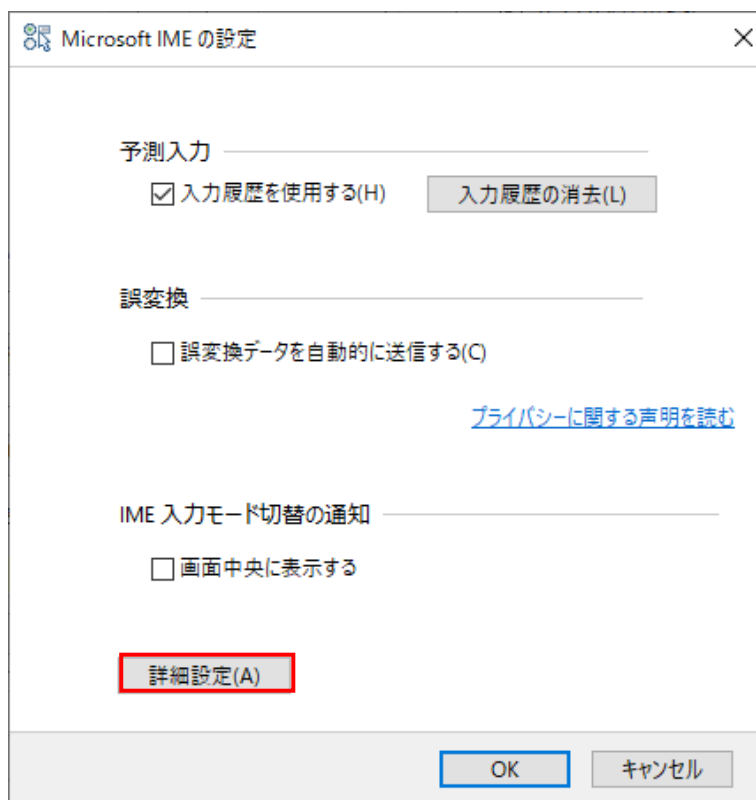 Microsoft IME の設定
予測入力
入力履歴を使用する(H)
入力履歴の消去(L)
誤変換
誤変換データを自動的に送信する(C)
プライバシーに関する声明を読む
IME 入力モード切替の通知
画面中央に表示する
詳細設定(A)
OK
キャンセル